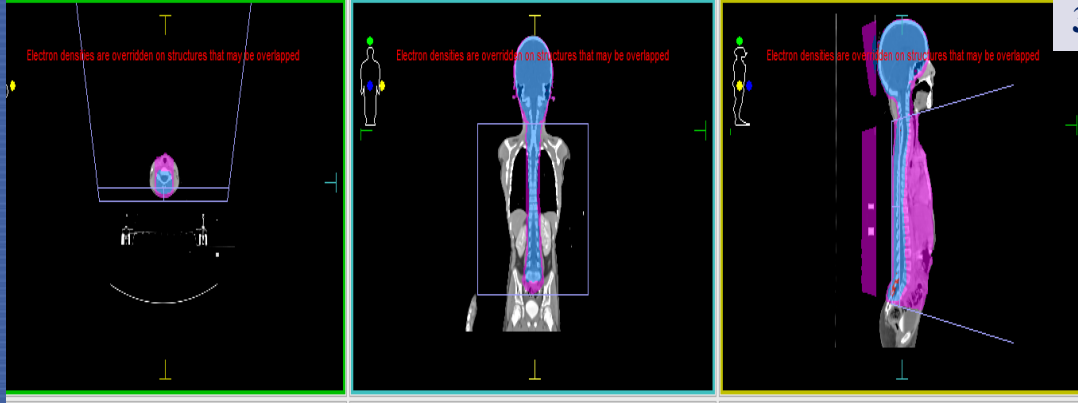 Electron densities are overridden on structures that may be overlapped
Electron densities are overridden on structures that may be overlapped
Electron densities are overridden on structures that may be overlapped